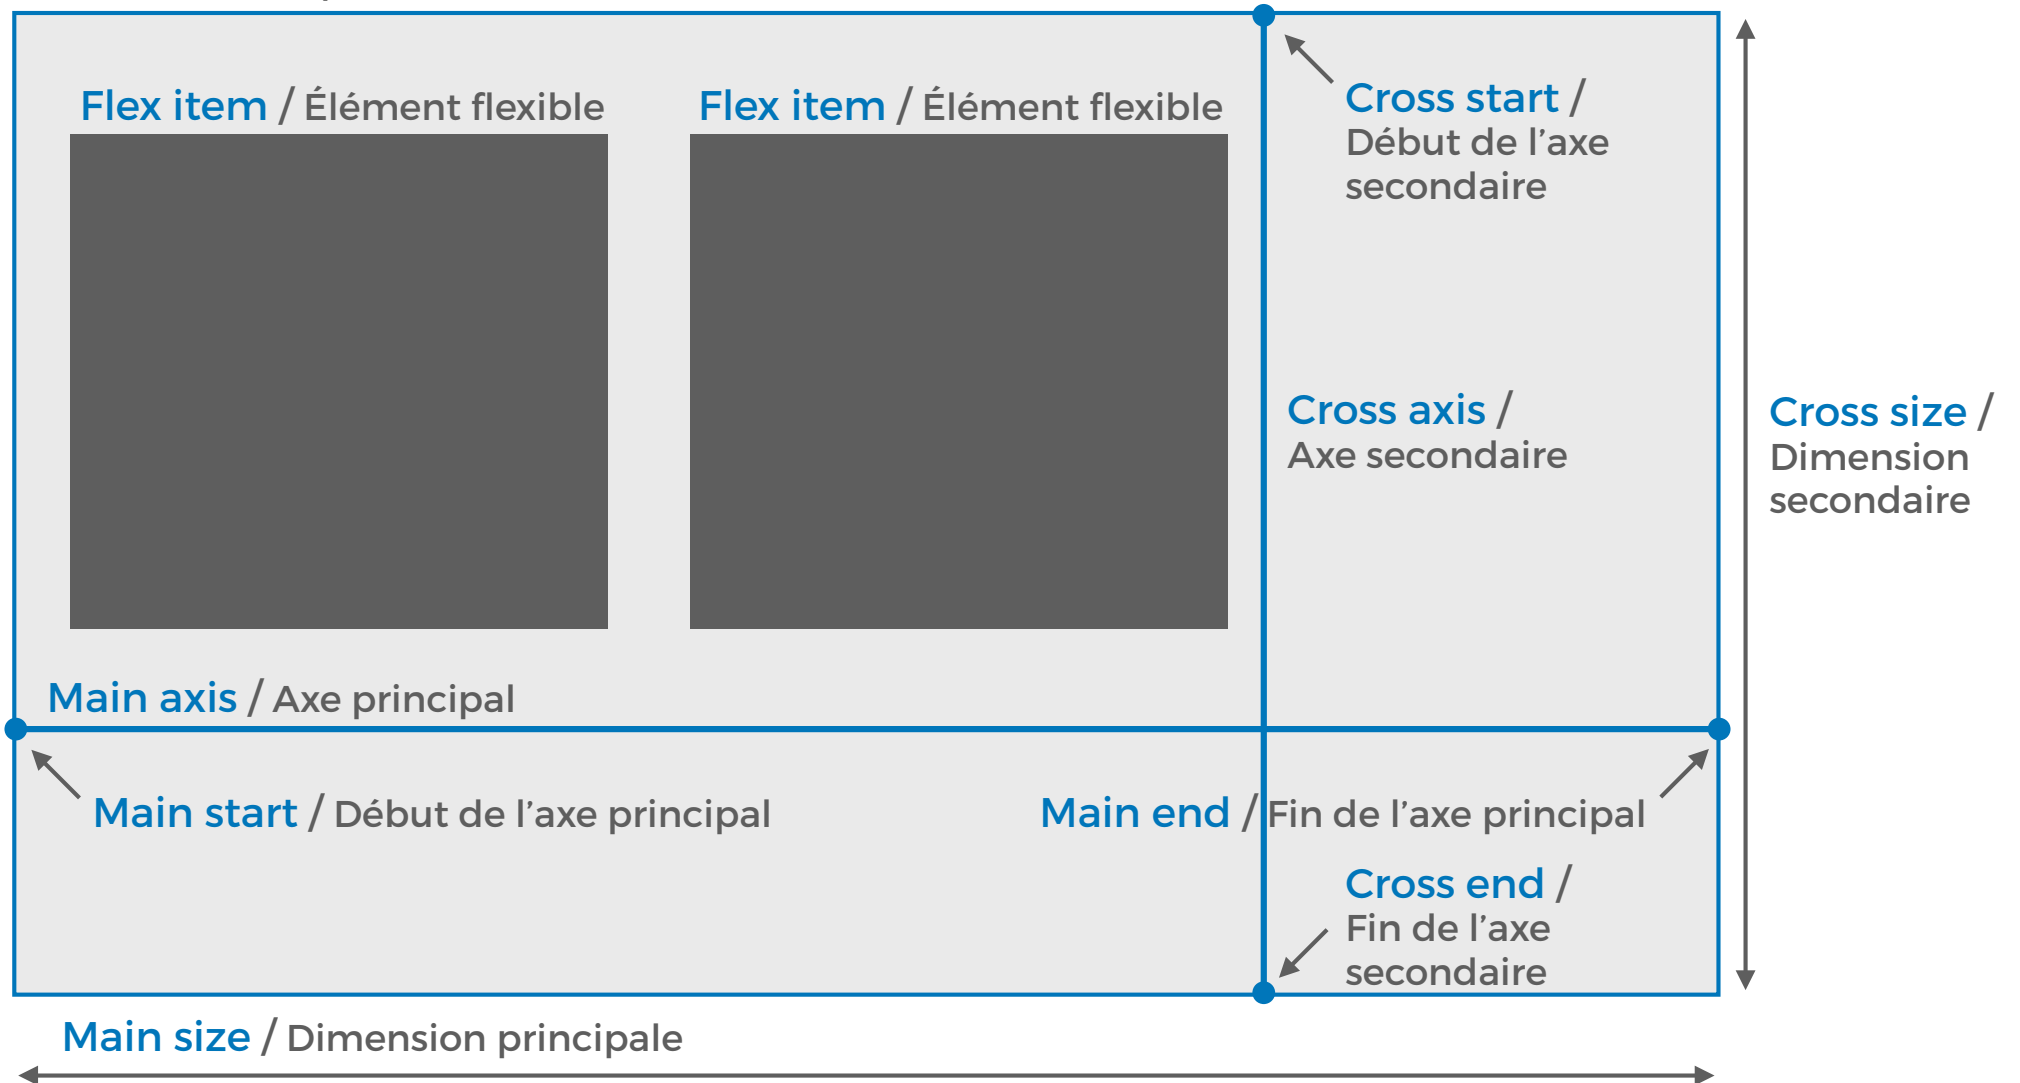 Flex item / Élément flexible
Flex item / Élément flexible
Cross start /
Début de l’axe
secondaire
Cross axis /
Axe secondaire
Cross size /
Dimension
secondaire
Main axis / Axe principal
Main start / Début de l’axe principal
Main end / Fin de l’axe principal
Cross end /
Fin de l’axe
secondaire
Main size / Dimension principale